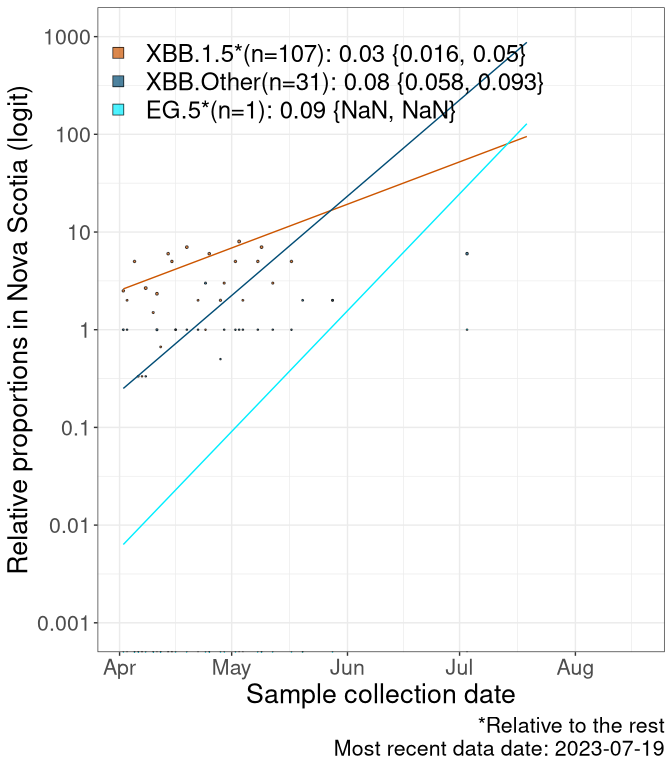 1000
XBB.1.5*(n=107): 0.03 {0.016, 0.05}
XBB.Other(n=31): 0.08 {0.058, 0.093}
EG.5*(n=1): 0.09 {NaN, NaN}
100
10
1
0.1
0.01
0.001
Relative proportions in Nova Scotia (logit)
Apr May Jun Jul Aug
Sample collection date
*Relative to the rest
Most recent data date: 2023-07-19